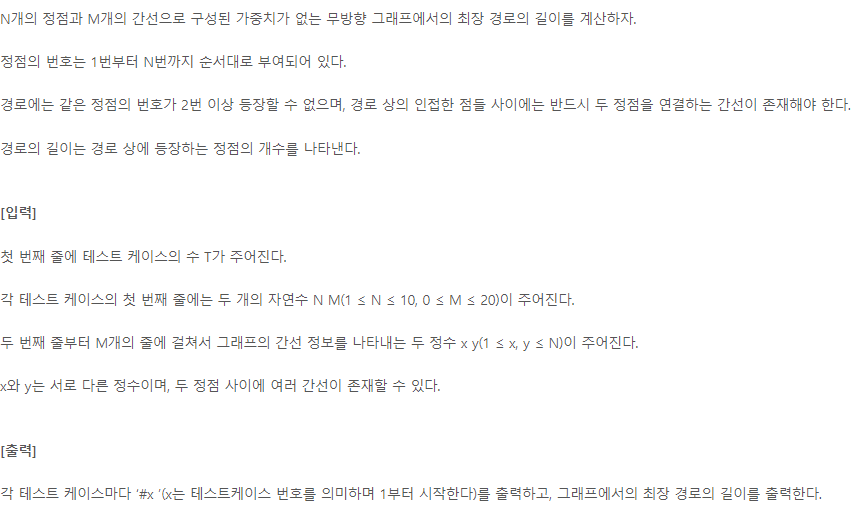 N개의 정점과 M개의 간선으로 구성된 가중치가 없는 무방향 그래프에서의 최장 경로의 길이를 계산하자.
정점의 번호는 1번부터 N번까지 순서대로 부여되어 있다.
경로에는 같은 정점의 번호가 2번 이상 등장할 수 없으며, 경로 상의 인접한 점들 사이에는 반드시 두 정점을 연결하는 간선이 존재해야 한다.
경로의 길이는 경로 상에 등장하는 정점의 개수를 나타낸다.
[입력]
첫 번째 줄에 테스트 케이스의 수 T가 주어진다.
각 테스트 케이스의 첫 번째 줄에는 두 개의 자연수 N M(1 ≤ N ≤ 10, 0 ≤ M ≤ 20)이 주어진다.
두 번째 줄부터 M개의 줄에 걸쳐서 그래프의 간선 정보를 나타내는 두 정수 x y(1 ≤ x, y ≤ N)이 주어진다.
x와 y는 서로 다른 정수이며, 두 정점 사이에 여러 간선이 존재할 수 있다.
[출력]
각 테스트 케이스마다 ‘#x ’(x는 테스트케이스 번호를 의미하며 1부터 시작한다)를 출력하고, 그래프에서의 최장 경로의 길이를 출력한다.